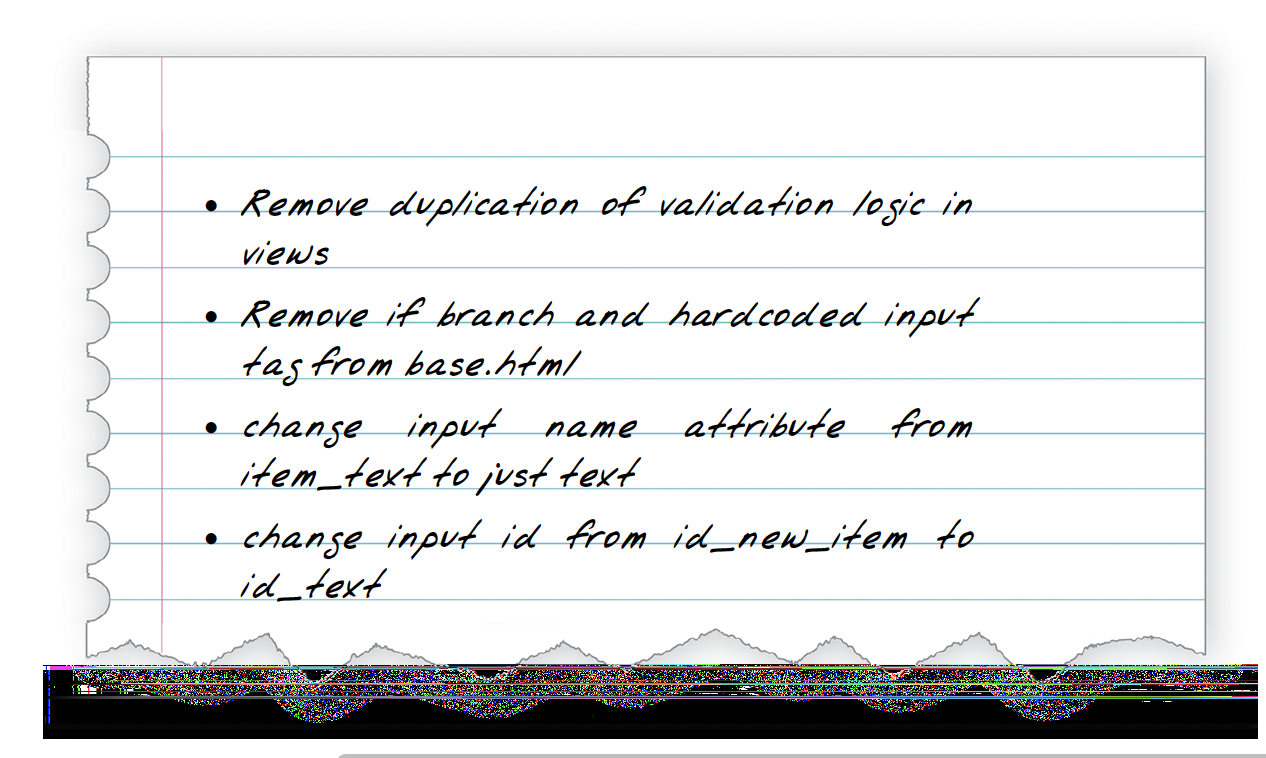 • Remove duplication of validation logic in
views
• Remove if branch and hardcoded input
tag from base.html
• change input name attribute from
item_text to just text
• change input id from id_new_item to
id_text